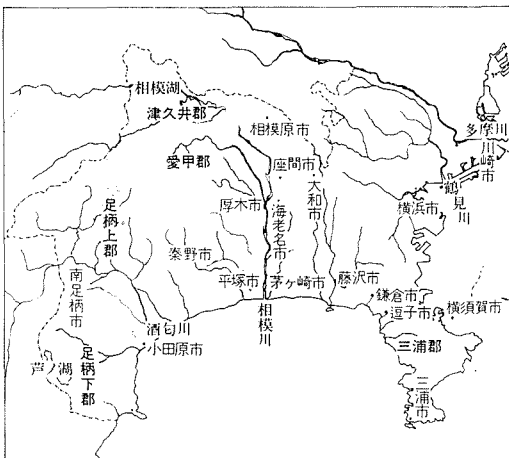 相模湖
津久井郡
相模原市
多摩川
川崎市
愛甲郡
座間市
大和市
鶴見川
足柄上郡
厚木市
海老名市
横浜市
秦野市
南足柄市
平塚市
茅ヶ崎市
藤沢市
鎌倉市
横須賀市
逗子市
酒匂川
相模川
小田原市
三浦郡
芦ノ湖
足柄下郡
三浦市